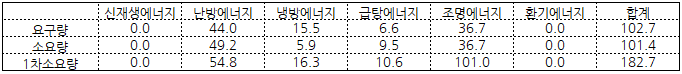 신재생에너지 난방에너지 냉방에너지 급탕에너지 조명에너지 환기에너지 합계
요구량 0.0 44.0 15.5 6.6 36.7 0.0 102.7
소요량 0.0 49.2 5.9 9.5 36.7 0.0 101.4
1차소요량 0.0 54.8 16.3 10.6 101.0 0.0 182.7